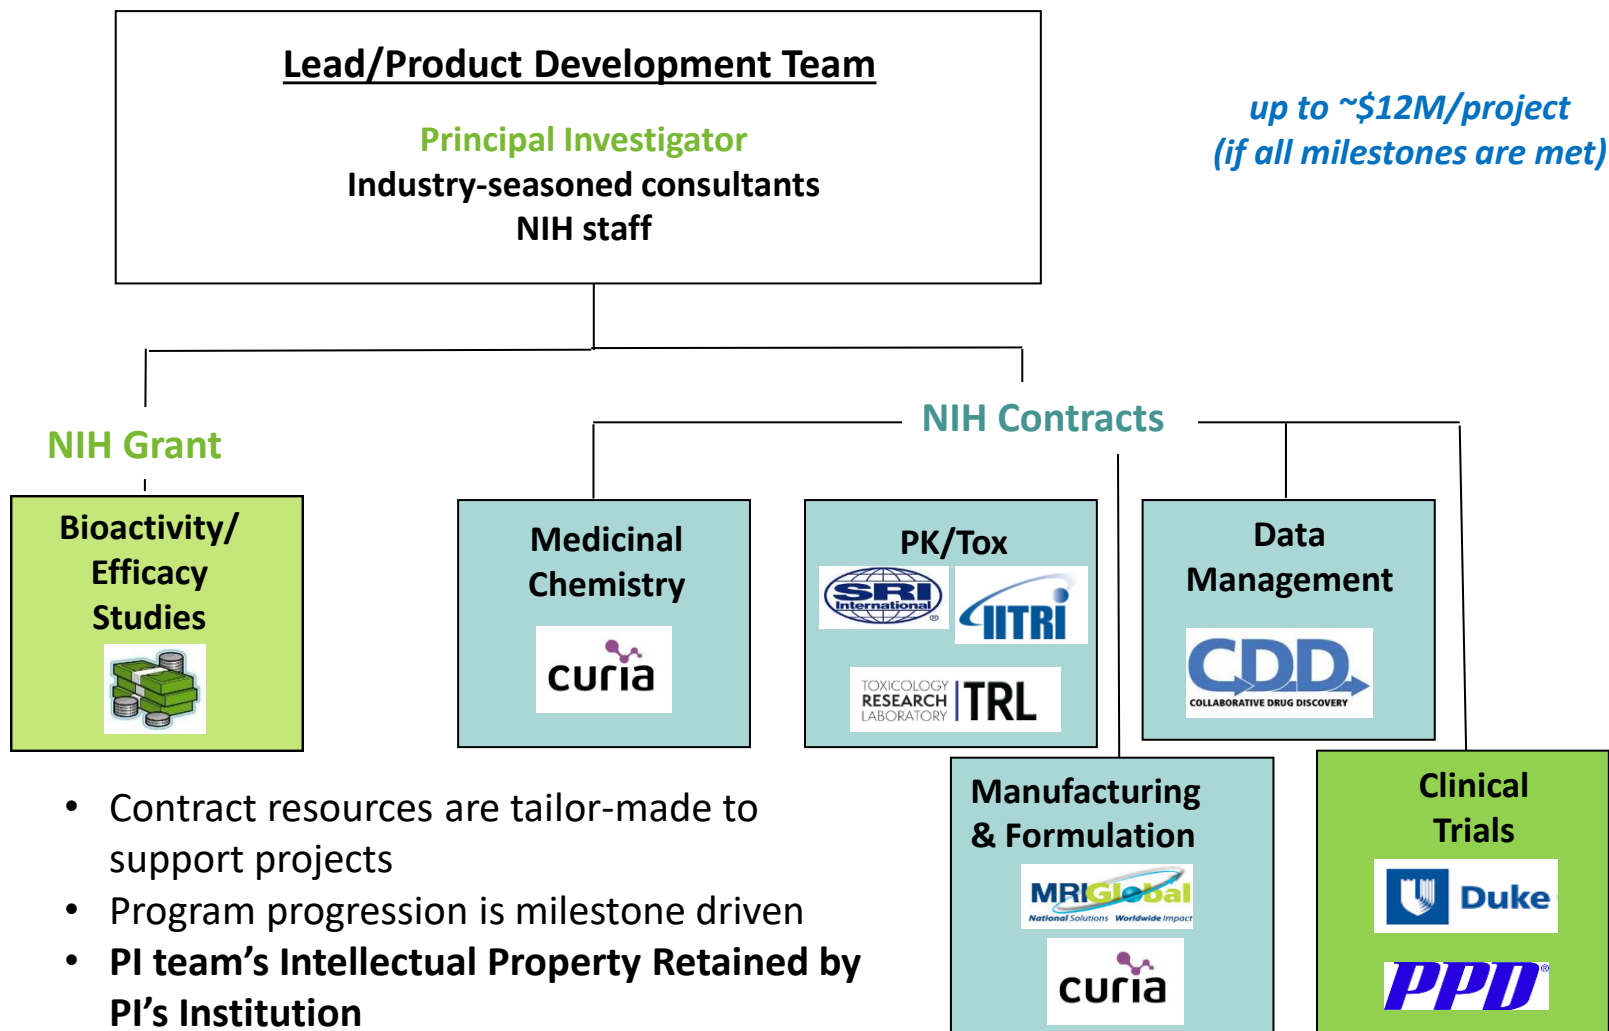 Lead/Product Development Team
Principal Investigator
Industry-seasoned consultants
NIH staff
up to ~$12M/project
(if all milestones are met)
NIH Grant
NIH Contracts
Bioactivity/
Efficacy
Studies
Medicinal
Chemistry
curia
PK/Tox
SRI
International
®
IITRI
TOXICOLOGY
RESEARCH
LABORATORY
TRL
Data
Management
CDD
COLLABORATIVE DRUG DISCOVERY
Manufacturing
& Formulation
MRIGlobal
National Solutions Worldwide Impact
curia
Clinical
Trials
Duke
PPD®
• Contract resources are tailor-made to
support projects
• Program progression is milestone driven
• PI team’s Intellectual Property Retained by
PI’s Institution